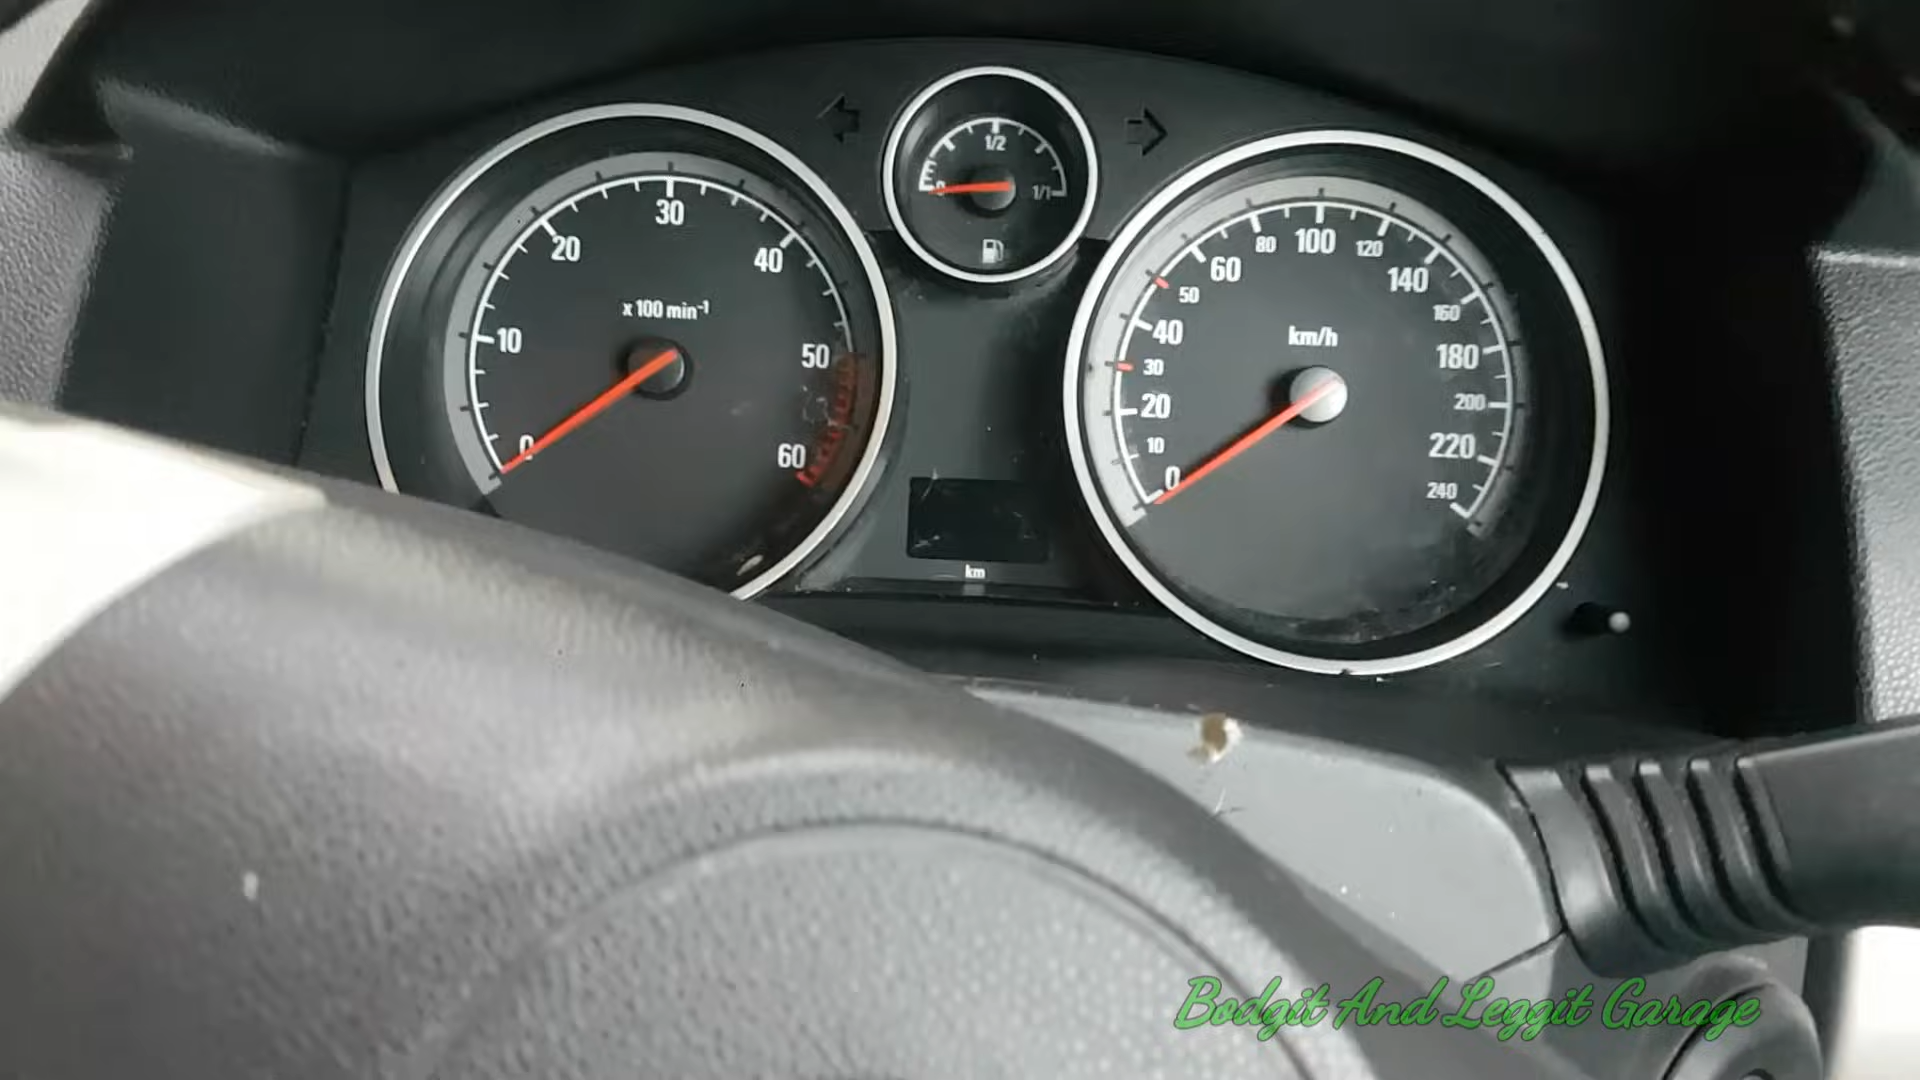 0 1/2 1/1
0 10 20 30 40 50 60
x 100 min-1
0 10 20 30 40 50 60 80 100 120 140 160 180 200 220 240
km/h
km
Bodgit And Leggit Garage